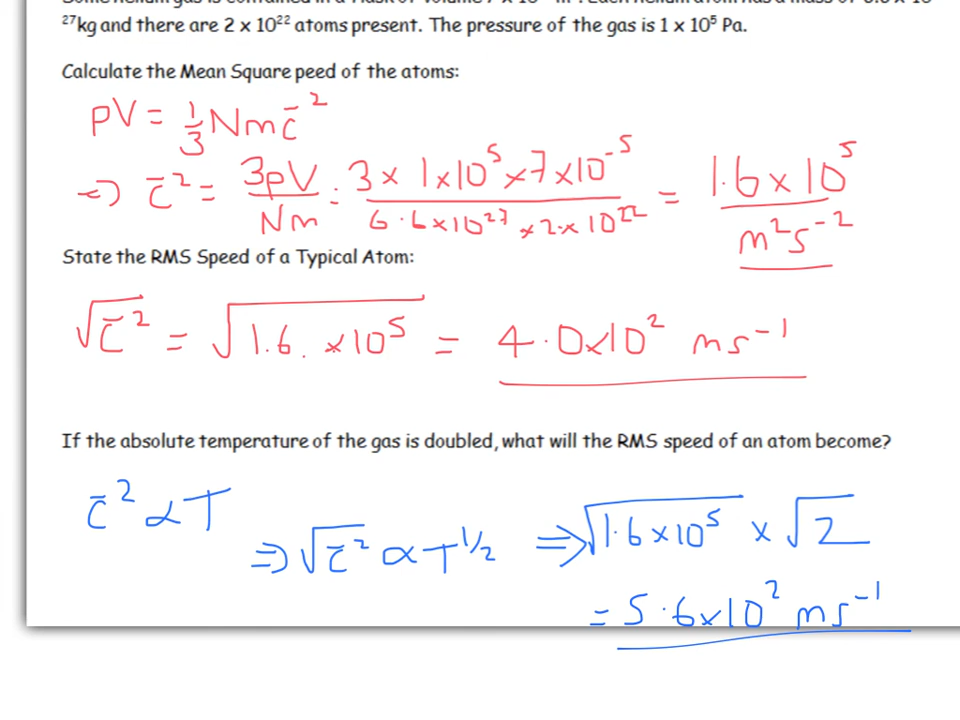 27kg and there are 2 x 10²² atoms present. The pressure of the gas is 1 x 10⁵ Pa.
Calculate the Mean Square peed of the atoms:
pV = 1/3 Nm c̄²
=> c̄² = 3pV/Nm : 3 x 1x10⁵ x 7x10⁻⁵ / 6.6x10²⁷ x 2x10²² = 1.6 x 10⁵ m²s⁻²
State the RMS Speed of a Typical Atom:
√c̄² = √1.6. x10⁵ = 4.0x10² ms⁻¹
If the absolute temperature of the gas is doubled, what will the RMS speed of an atom become?
c̄² ∝ T
=> √c̄² ∝ T^1/2 => √1.6x10⁵ x √2
= 5.6x10² ms⁻¹